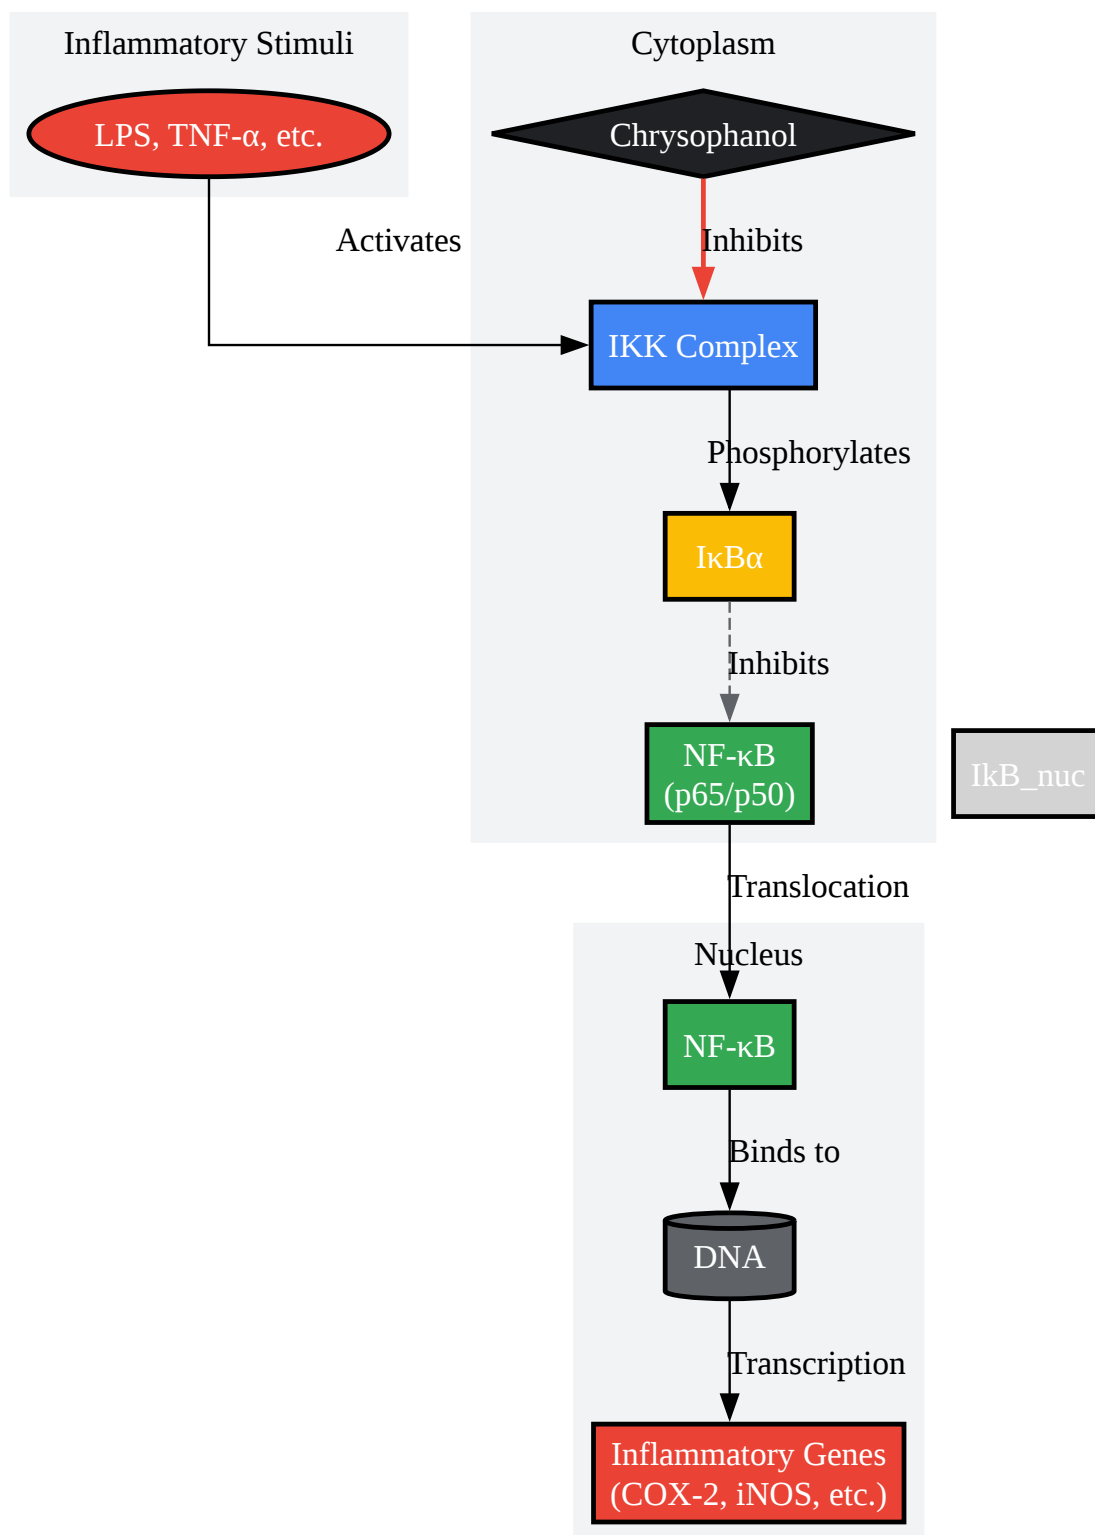 Inflammatory Stimuli
Cytoplasm
LPS, TNF-α, etc.
Chrysophanol
Activates
Inhibits
IKK Complex
Phosphorylates
IκBα
Inhibits
NF-κB
(p65/p50)
IkB_nuc
Translocation
Nucleus
NF-κB
Binds to
DNA
Transcription
Inflammatory Genes
(COX-2, iNOS, etc.)